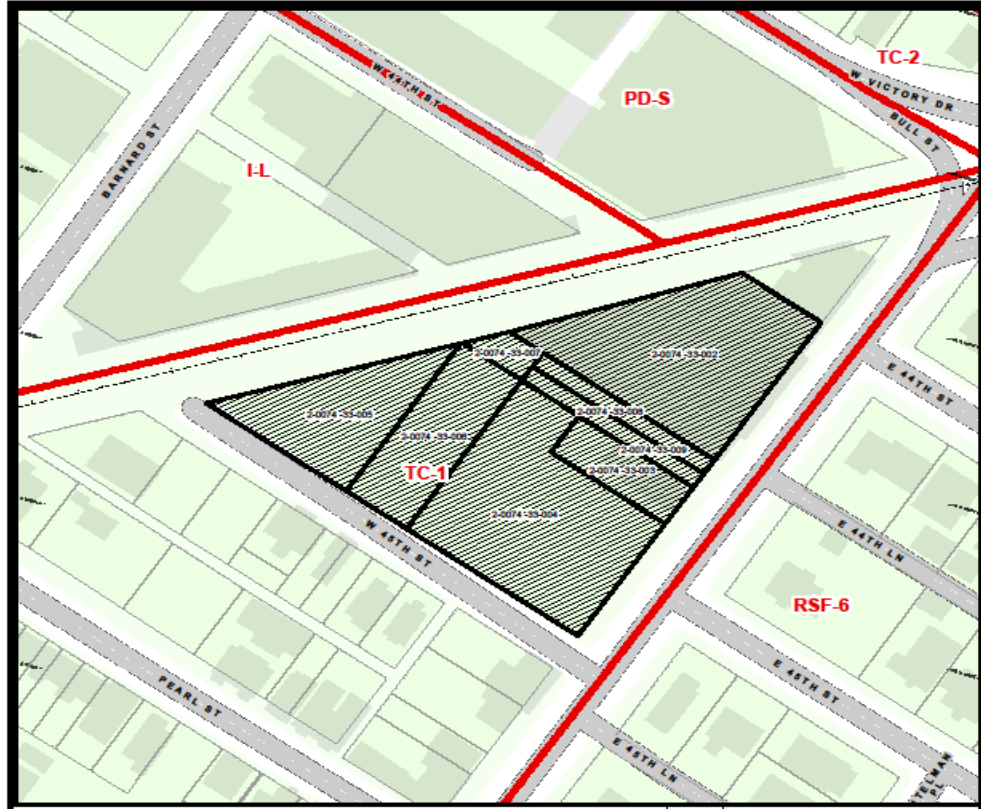 TC-2
W VICTORY DR
W 44TH ST
PD-S
BULL ST
BARNARD ST
I-L
2-0074 -33-007
2-0074 -33-002
E 44TH ST
2-0074 -33-005
2-0074 -33-008
2-0074 -33-006
2-0074 -33-009
TC-1
2-0074 -33-003
2-0074 -33-004
W 45TH ST
E 44TH LN
RSF-6
E 45TH ST
PEARL ST
E 45TH LN